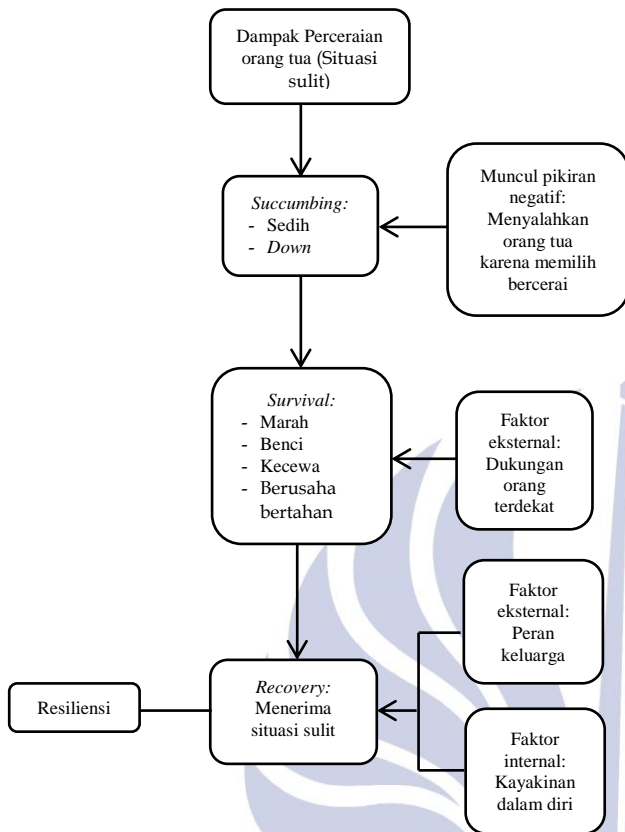 Dampak Perceraian
orang tua (Situasi
sulit)
Succumbing:
- Sedih
- Down
Muncul pikiran
negatif:
Menyalahkan
orang tua
karena memilih
bercerai
Survival:
- Marah
- Benci
- Kecewa
- Berusaha
bertahan
Faktor
eksternal:
Dukungan
orang
terdekat
Faktor
eksternal:
Peran
keluarga
Resiliensi
Recovery:
Menerima
situasi sulit
Faktor
internal:
Kayakinan
dalam diri